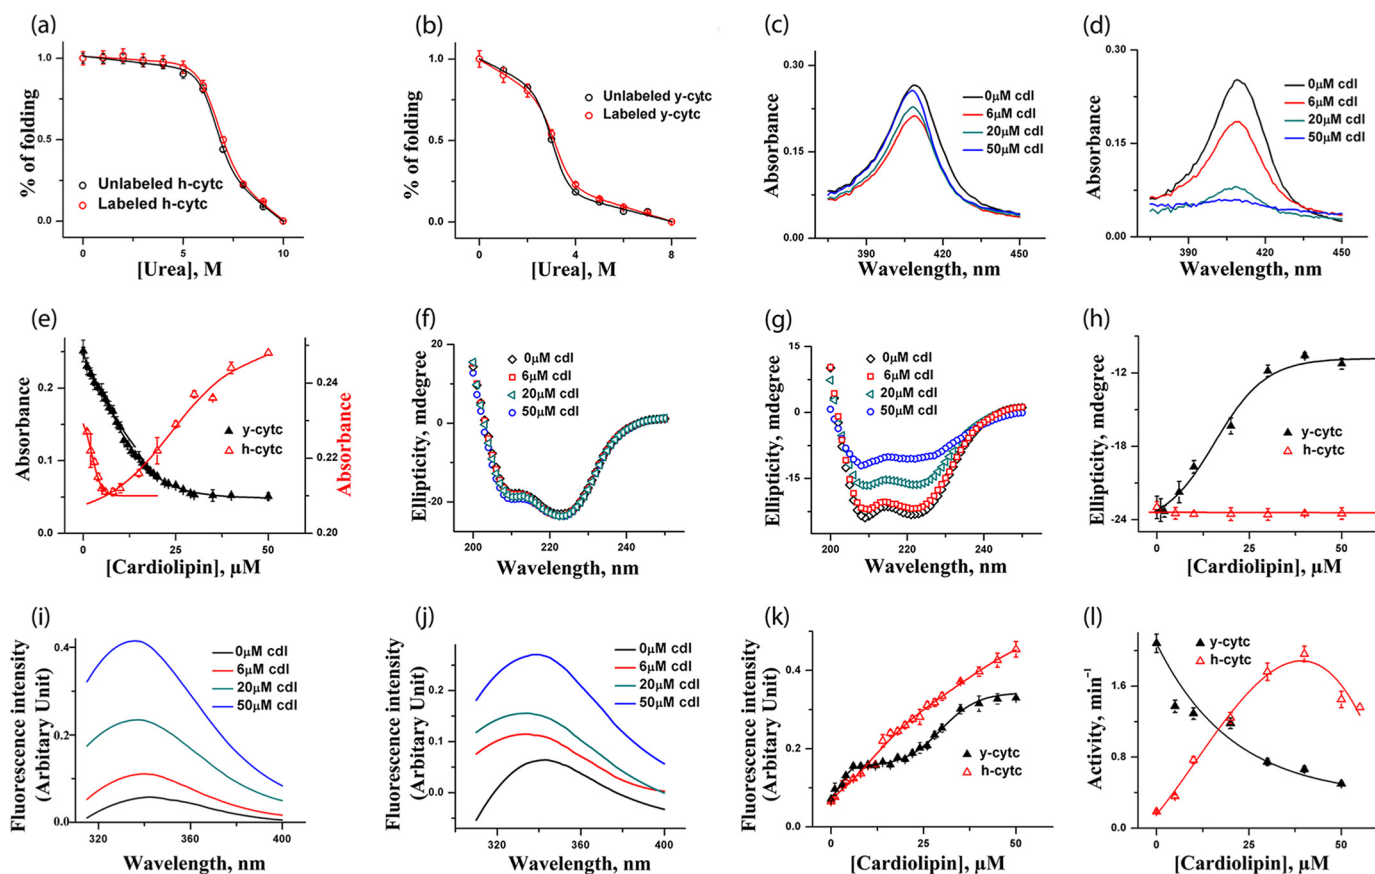 (a)
% of folding
1.0
0.5
0.0
Unlabeled h-cytc
Labeled h-cytc
0
5
10
[Urea], M
(b)
% of folding
1.0
0.5
0.0
Unlabeled y-cytc
Labeled y-cytc
0
4
8
[Urea], M
(c)
Absorbance
0.30
0.15
0.00
0μM cdl
6μM cdl
20μM cdl
50μM cdl
390
420
450
Wavelength, nm
(d)
Absorbance
0.30
0.15
0.00
0μM cdl
6μM cdl
20μM cdl
50μM cdl
390
420
450
Wavelength, nm
(e)
Absorbance
0.2
0.1
0.0
y-cytc
h-cytc
0.24
0.22
0.20
Absorbance
0
25
50
[Cardiolipin], μM
(f)
Ellipticity, mdegree
20
0
-20
0μM cdl
6μM cdl
20μM cdl
50μM cdl
200
220
240
Wavelength, nm
(g)
Ellipticity, mdegree
15
0
-15
0μM cdl
6μM cdl
20μM cdl
50μM cdl
200
220
240
Wavelength, nm
(h)
Ellipticity, mdegree
-12
-18
-24
y-cytc
h-cytc
0
25
50
[Cardiolipin], μM
(i)
Fluorescence intensity
(Arbitary Unit)
0.4
0.2
0.0
0μM cdl
6μM cdl
20μM cdl
50μM cdl
320
360
400
Wavelength, nm
(j)
Fluorescence intensity
(Arbitary Unit)
0.2
0.1
0.0
0μM cdl
6μM cdl
20μM cdl
50μM cdl
320
360
400
Wavelength, nm
(k)
Fluorescence intensity
(Arbitary Unit)
0.4
0.2
0.0
y-cytc
h-cytc
0
25
50
[Cardiolipin], μM
(l)
Activity, min⁻¹
1.6
0.8
0.0
y-cytc
h-cytc
0
25
50
[Cardiolipin], μM